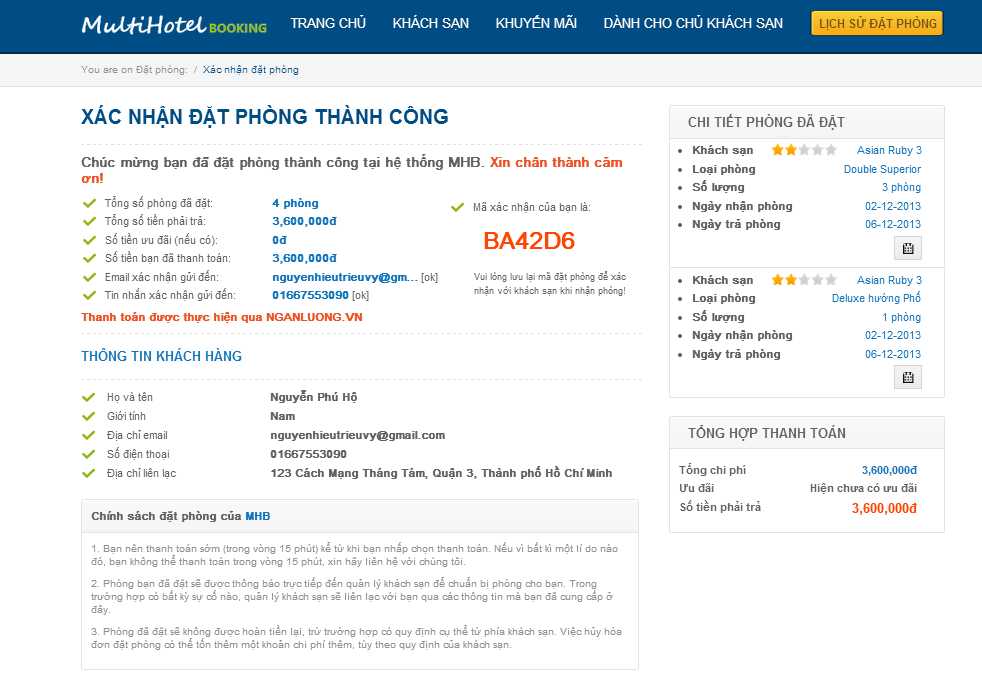 MultiHotel BOOKING
TRANG CHỦ KHÁCH SẠN KHUYẾN MÃI DÀNH CHO CHỦ KHÁCH SẠN LỊCH SỬ ĐẶT PHÒNG
You are on Đặt phòng: / Xác nhận đặt phòng
XÁC NHẬN ĐẶT PHÒNG THÀNH CÔNG
Chúc mừng bạn đã đặt phòng thành công tại hệ thống MHB. Xin chân thành cảm
ơn!
Tổng số phòng đã đặt: 4 phòng
Tổng số tiền phải trả: 3,600,000đ
Số tiền ưu đãi (nếu có): 0đ
Số tiền bạn đã thanh toán: 3,600,000đ
Email xác nhận gửi đến: nguyenhieutrieuvy@gm... [ok]
Tin nhắn xác nhận gửi đến: 01667553090 [ok]
Mã xác nhận của bạn là:
BA42D6
Vui lòng lưu lại mã đặt phòng để xác
nhận với khách sạn khi nhận phòng!
Thanh toán được thực hiện qua NGANLUONG.VN
THÔNG TIN KHÁCH HÀNG
Họ và tên Nguyễn Phú Hộ
Giới tính Nam
Địa chỉ email nguyenhieutrieuvy@gmail.com
Số điện thoại 01667553090
Địa chỉ liên lạc 123 Cách Mạng Tháng Tám, Quận 3, Thành phố Hồ Chí Minh
Chính sách đặt phòng của MHB
1. Bạn nên thanh toán sớm (trong vòng 15 phút) kể từ khi bạn nhấp chọn thanh toán. Nếu vì bất kì một lí do nào
đó, bạn không thể thanh toán trong vòng 15 phút, xin hãy liên hệ với chúng tôi.
2. Phòng bạn đã đặt sẽ được thông báo trực tiếp đến quản lý khách sạn để chuẩn bị phòng cho bạn. Trong
trường hợp có bất kỳ sự cố nào, quản lý khách sạn sẽ liên lạc với bạn qua các thông tin mà bạn đã cung cấp ở
đây.
3. Phòng đã đặt sẽ không được hoàn tiền lại, trừ trường hợp có quy định cụ thể từ phía khách sạn. Việc hủy hóa
đơn đặt phòng có thể tốn thêm một khoản chi phí thêm, tùy theo quy định của khách sạn.
CHI TIẾT PHÒNG ĐÃ ĐẶT
Khách sạn Asian Ruby 3
Loại phòng Double Superior
Số lượng 3 phòng
Ngày nhận phòng 02-12-2013
Ngày trả phòng 06-12-2013
Khách sạn Asian Ruby 3
Loại phòng Deluxe hướng Phố
Số lượng 1 phòng
Ngày nhận phòng 02-12-2013
Ngày trả phòng 06-12-2013
TỔNG HỢP THANH TOÁN
Tổng chi phí 3,600,000đ
Ưu đãi Hiện chưa có ưu đãi
Số tiền phải trả 3,600,000đ